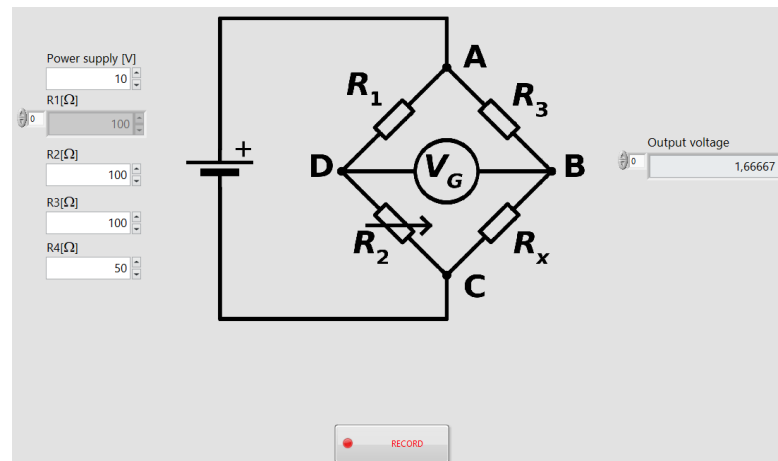 Power supply [V]
10
R1[Ω]
0
100
R2[Ω]
100
R3[Ω]
100
R4[Ω]
50
+
A
R1
R3
D
VG
B
R2
Rx
C
Output voltage
0
1,66667
RECORD